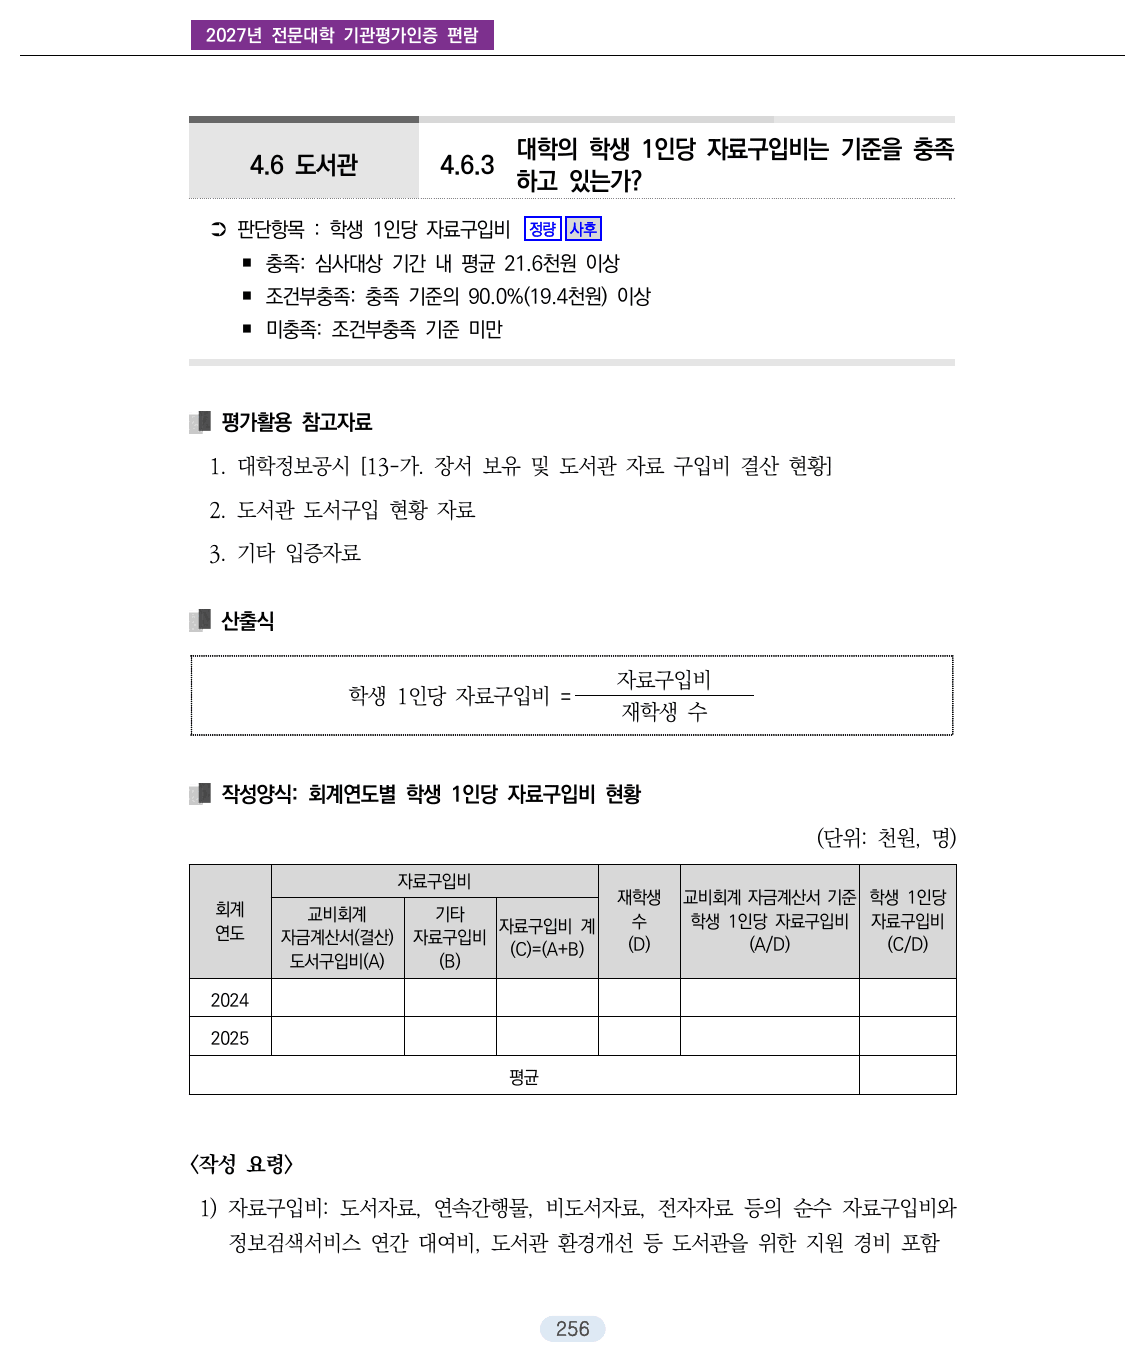 2027년 전문대학 기관평가인증 편람
4.6 도서관
4.6.3
대학의 학생 1인당 자료구입비는 기준을 충족
하고 있는가?
➲ 판단항목 : 학생 1인당 자료구입비 정량 사후
■ 충족: 심사대상 기간 내 평균 21.6천원 이상
■ 조건부충족: 충족 기준의 90.0%(19.4천원) 이상
■ 미충족: 조건부충족 기준 미만
평가활용 참고자료
1. 대학정보공시 [13-가. 장서 보유 및 도서관 자료 구입비 결산 현황]
2. 도서관 도서구입 현황 자료
3. 기타 입증자료
산출식
자료구입비
학생 1인당 자료구입비 =
재학생 수
작성양식: 회계연도별 학생 1인당 자료구입비 현황
(단위: 천원, 명)
회계
연도
자료구입비
교비회계
자금계산서(결산)
도서구입비(A)
기타
자료구입비
(B)
자료구입비 계
(C)=(A+B)
재학생
수
(D)
교비회계 자금계산서 기준
학생 1인당 자료구입비
(A/D)
학생 1인당
자료구입비
(C/D)
2024
2025
평균
<작성 요령>
1) 자료구입비: 도서자료, 연속간행물, 비도서자료, 전자자료 등의 순수 자료구입비와
정보검색서비스 연간 대여비, 도서관 환경개선 등 도서관을 위한 지원 경비 포함
256